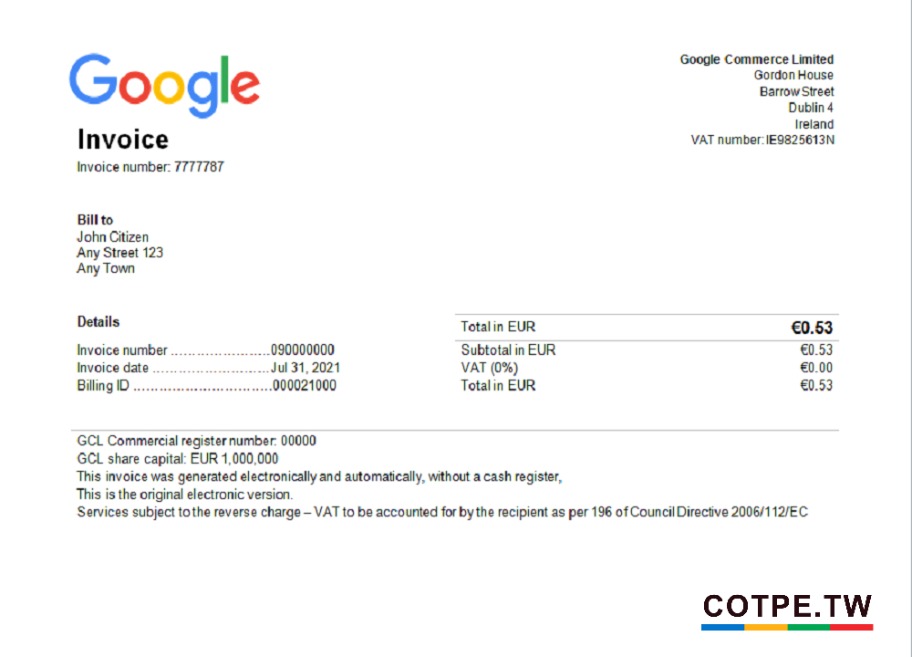 Google
Google Commerce Limited
Gordon House
Barrow Street
Dublin 4
Ireland
VAT number: IE9825613N
Invoice
Invoice number: 7777787
Bill to
John Citizen
Any Street 123
Any Town
Details
Invoice number .......................090000000
Invoice date ...........................Jul 31, 2021
Billing ID ................................000021000
Total in EUR €0.53
Subtotal in EUR €0.53
VAT (0%) €0.00
Total in EUR €0.53
GCL Commercial register number: 00000
GCL share capital: EUR 1,000,000
This invoice was generated electronically and automatically, without a cash register,
This is the original electronic version.
Services subject to the reverse charge – VAT to be accounted for by the recipient as per 196 of Council Directive 2006/112/EC
COTPE.TW